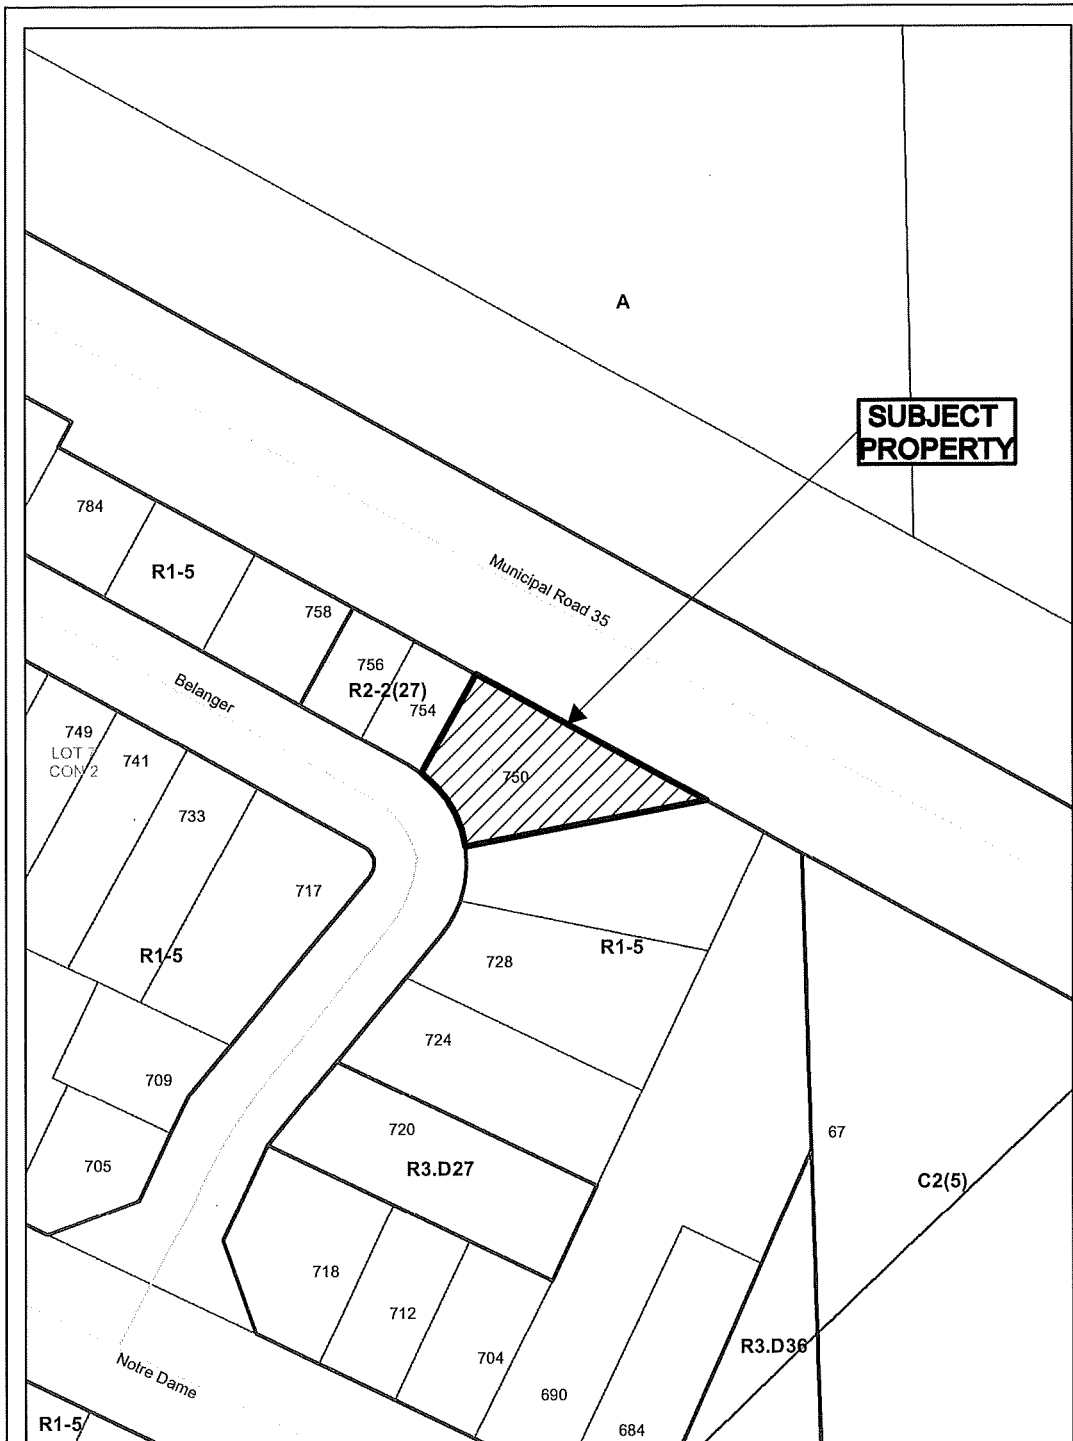 A
SUBJECT
PROPERTY
784
R1-5
Municipal Road 35
758
756
R2-2(27)
754
Belanger
750
749
LOT 7
CON 2
741
733
717
R1-5
R1-5
728
724
709
720
67
705
R3.D27
C2(5)
718
712
R3.D36
704
Notre Dame
690
R1-5
684